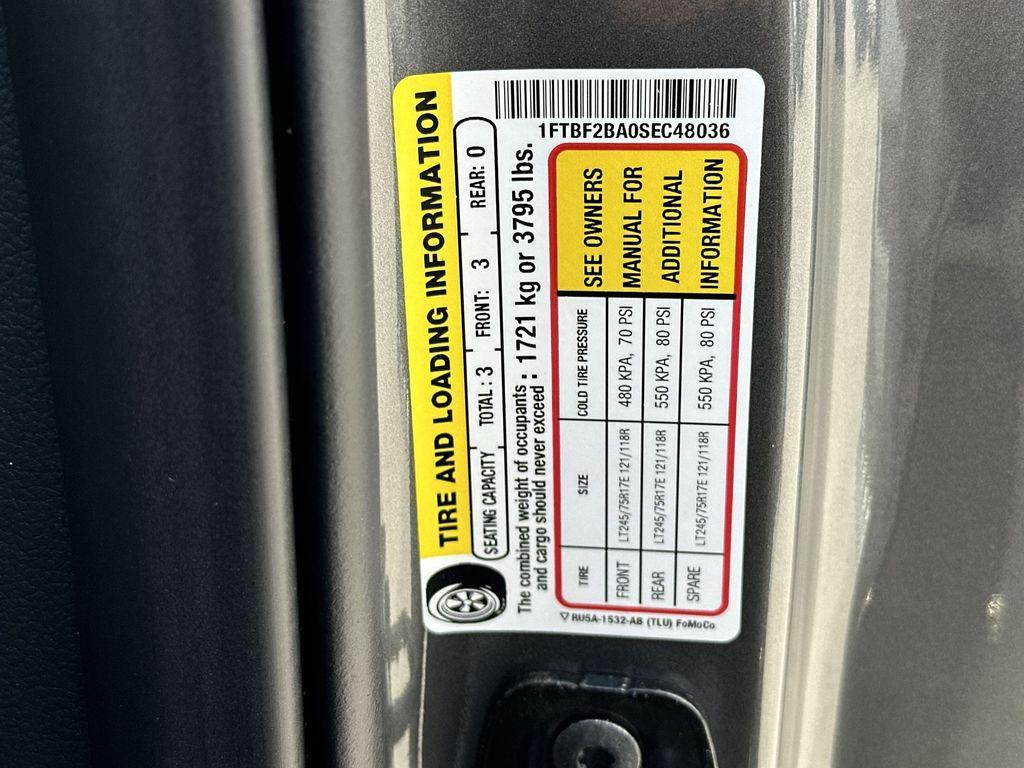 1FTBF2BA0SEC48036
TIRE AND LOADING INFORMATION
SEATING CAPACITY TOTAL : 3 FRONT: 3 REAR: 0
The combined weight of occupants
and cargo should never exceed : 1721 kg or 3795 lbs.
TIRE SIZE COLD TIRE PRESSURE
FRONT LT245/75R17E 121/118R 480 KPA, 70 PSI
REAR LT245/75R17E 121/118R 550 KPA, 80 PSI
SPARE LT245/75R17E 121/118R 550 KPA, 80 PSI
SEE OWNERS
MANUAL FOR
ADDITIONAL
INFORMATION
RU5A-1532-AB (TLU) FoMoCo